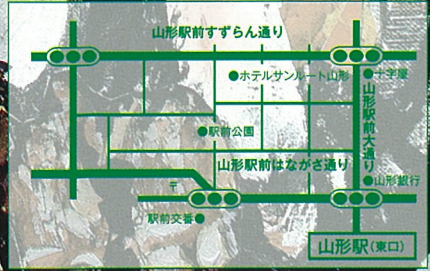 山形駅前すずらん通り
●ホテルサンルート山形
●十字屋
山形駅前大通り
●駅前公園
山形駅前はながさ通り
〒
●山形銀行
駅前交番●
山形駅(東口)